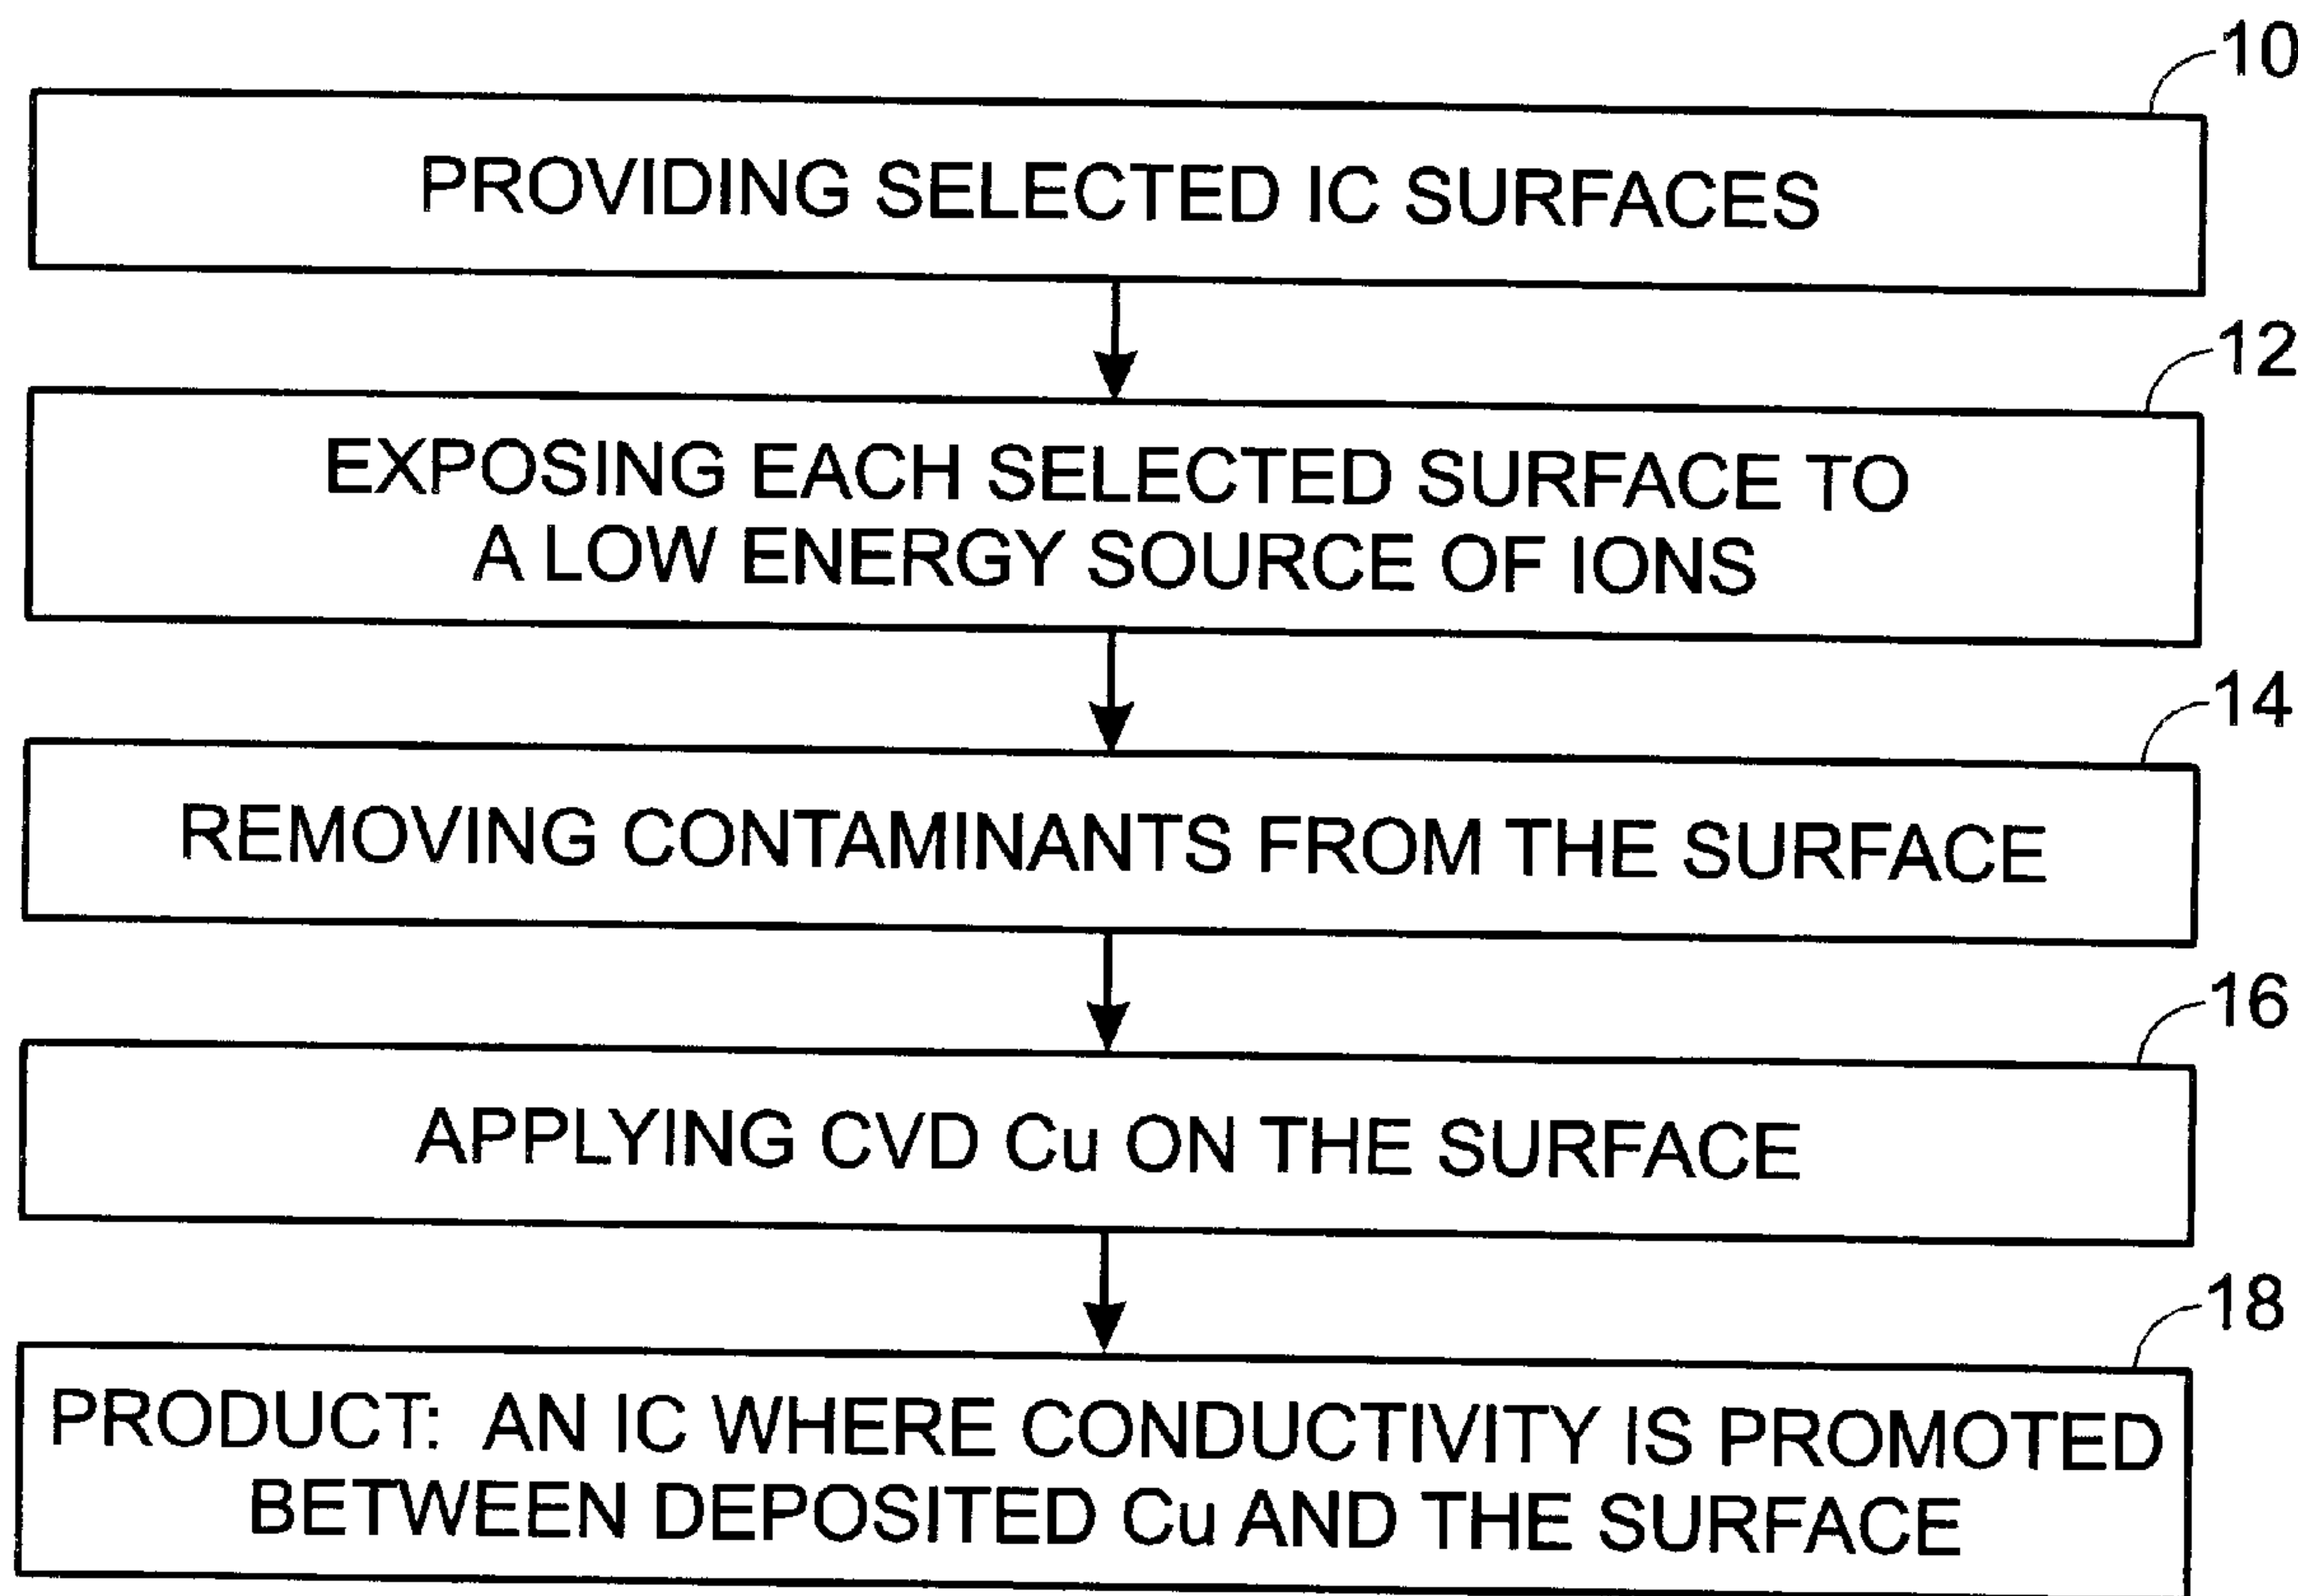 10
PROVIDING SELECTED IC SURFACES
12
EXPOSING EACH SELECTED SURFACE TO
A LOW ENERGY SOURCE OF IONS
14
REMOVING CONTAMINANTS FROM THE SURFACE
16
APPLYING CVD Cu ON THE SURFACE
18
PRODUCT: AN IC WHERE CONDUCTIVITY IS PROMOTED
BETWEEN DEPOSITED Cu AND THE SURFACE